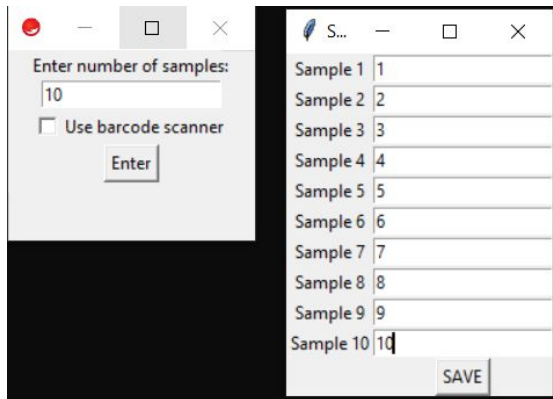 Enter number of samples:
10
Use barcode scanner
Enter
S...
Sample 1 1
Sample 2 2
Sample 3 3
Sample 4 4
Sample 5 5
Sample 6 6
Sample 7 7
Sample 8 8
Sample 9 9
Sample 10 10
SAVE